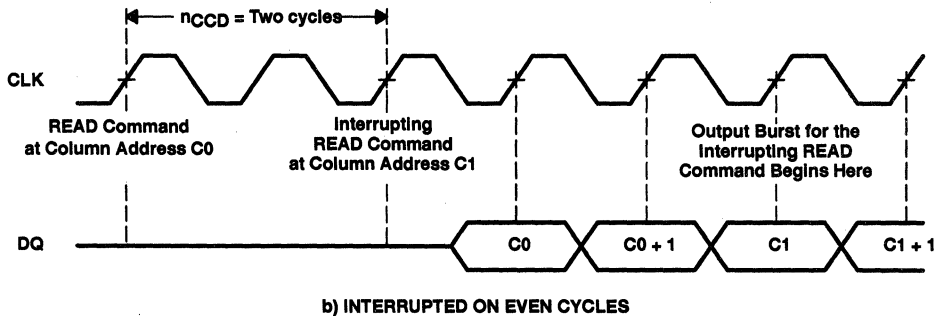 nCCD = Two cycles
CLK
READ Command
at Column Address C0
Interrupting
READ Command
at Column Address C1
Output Burst for the
Interrupting READ
Command Begins Here
DQ
C0
C0 + 1
C1
C1 + 1
b) INTERRUPTED ON EVEN CYCLES